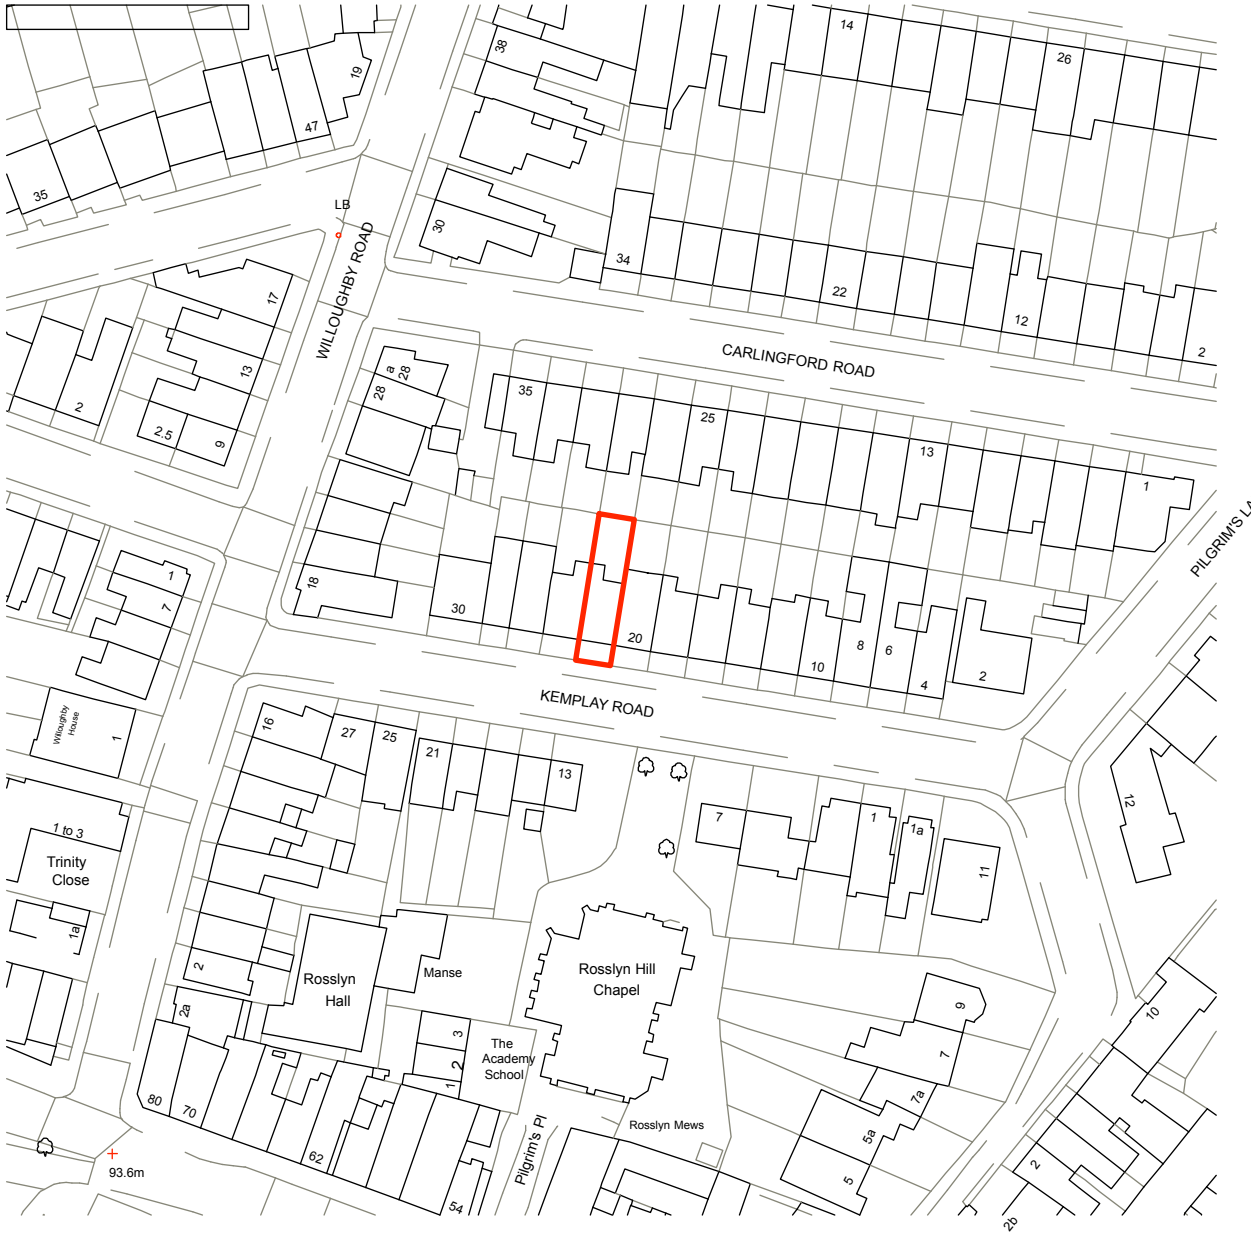 14
26
38
19
47
35
LB
30
34
22
12
2
WILLOUGHBY ROAD
17
CARLINGFORD ROAD
28
a
28
13
2
2.5
9
35
25
13
1
PILGRIM'S LA
1
7
18
30
20
10
8
6
4
2
KEMPLAY ROAD
Willoughby
House
1
16
27
25
21
13
12
7
1
1a
11
1 to 3
Trinity
Close
1a
2
Rosslyn
Hall
Manse
Rosslyn Hill
Chapel
9
10
2a
3
2
1
The
Academy
School
7
7a
5a
5
80
70
62
54
Pilgrim's Pl
Rosslyn Mews
93.6m
2
2b